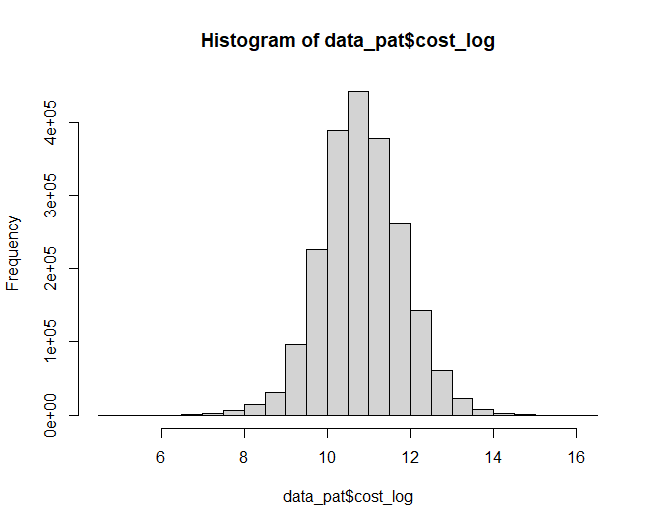 Histogram of data_pat$cost_log
Frequency
4e+05
3e+05
2e+05
1e+05
0e+00
6 8 10 12 14 16
data_pat$cost_log